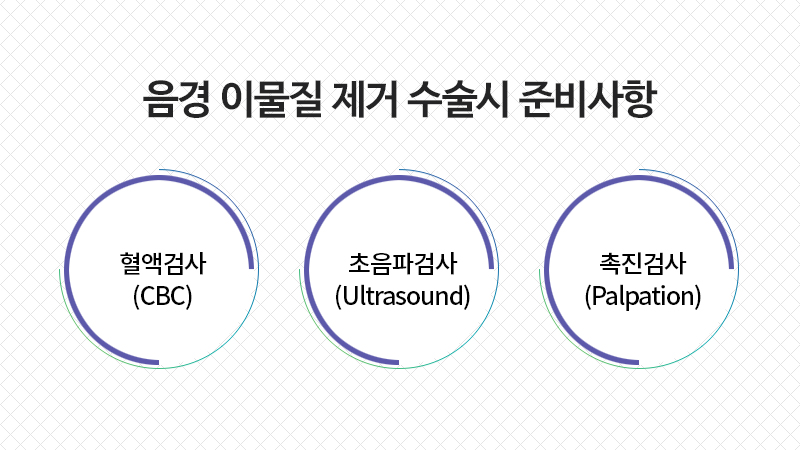 음경 이물질 제거 수술시 준비사항
혈액검사
(CBC)
초음파검사
(Ultrasound)
촉진검사
(Palpation)